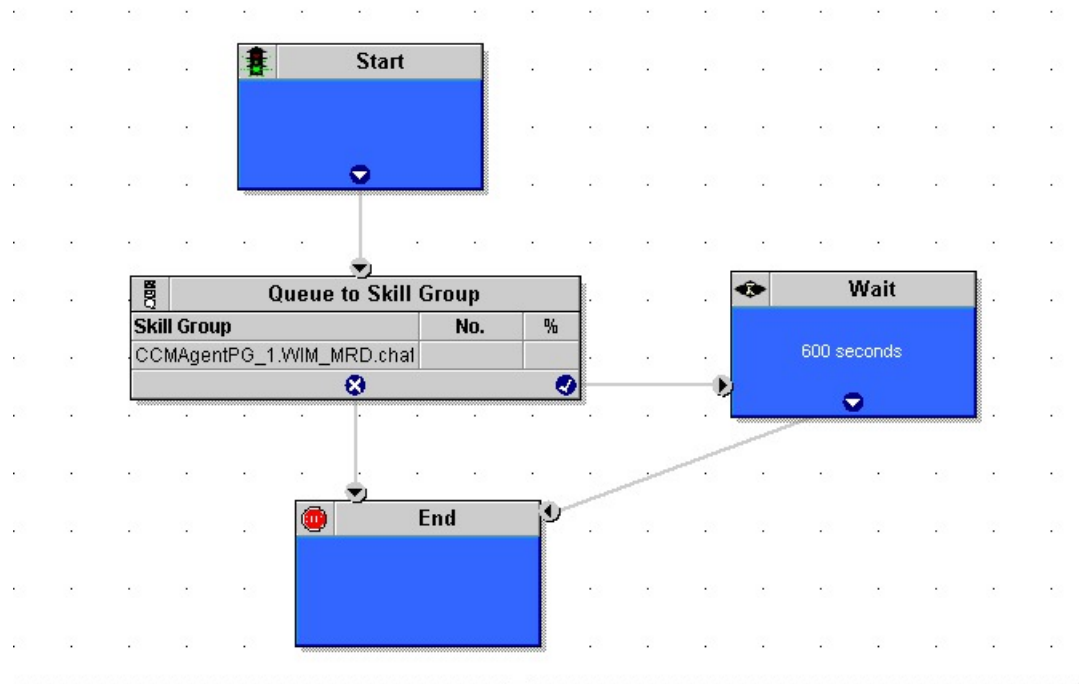 Start
Queue to Skill Group
Skill Group No. %
CCMAgentPG_1.WIM_MRD.chat
Wait
600 seconds
End